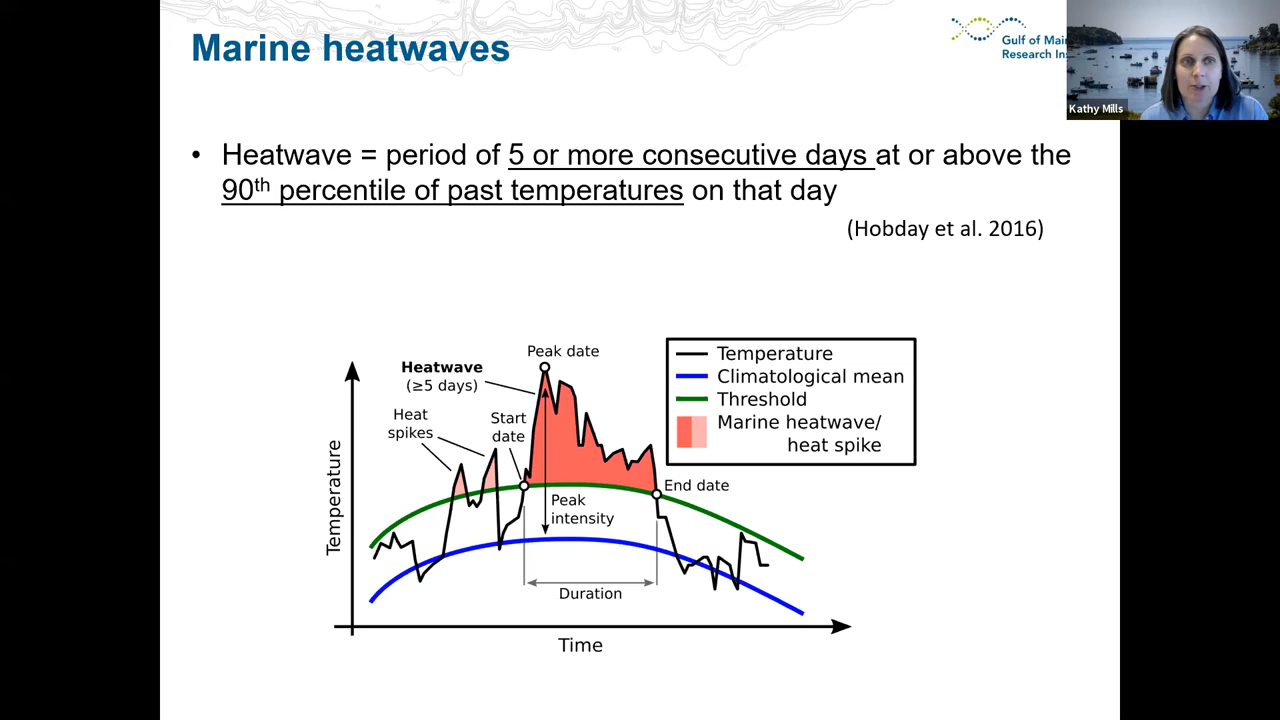 Marine heatwaves
Gulf of Mai
Research Ins
Kathy Mills
• Heatwave = period of 5 or more consecutive days at or above the
90th percentile of past temperatures on that day
(Hobday et al. 2016)
Peak date
Heatwave
(≥5 days)
Heat
spikes
Start
date
Temperature
Climatological mean
Threshold
Marine heatwave/
heat spike
End date
Peak
intensity
Duration
Temperature
Time